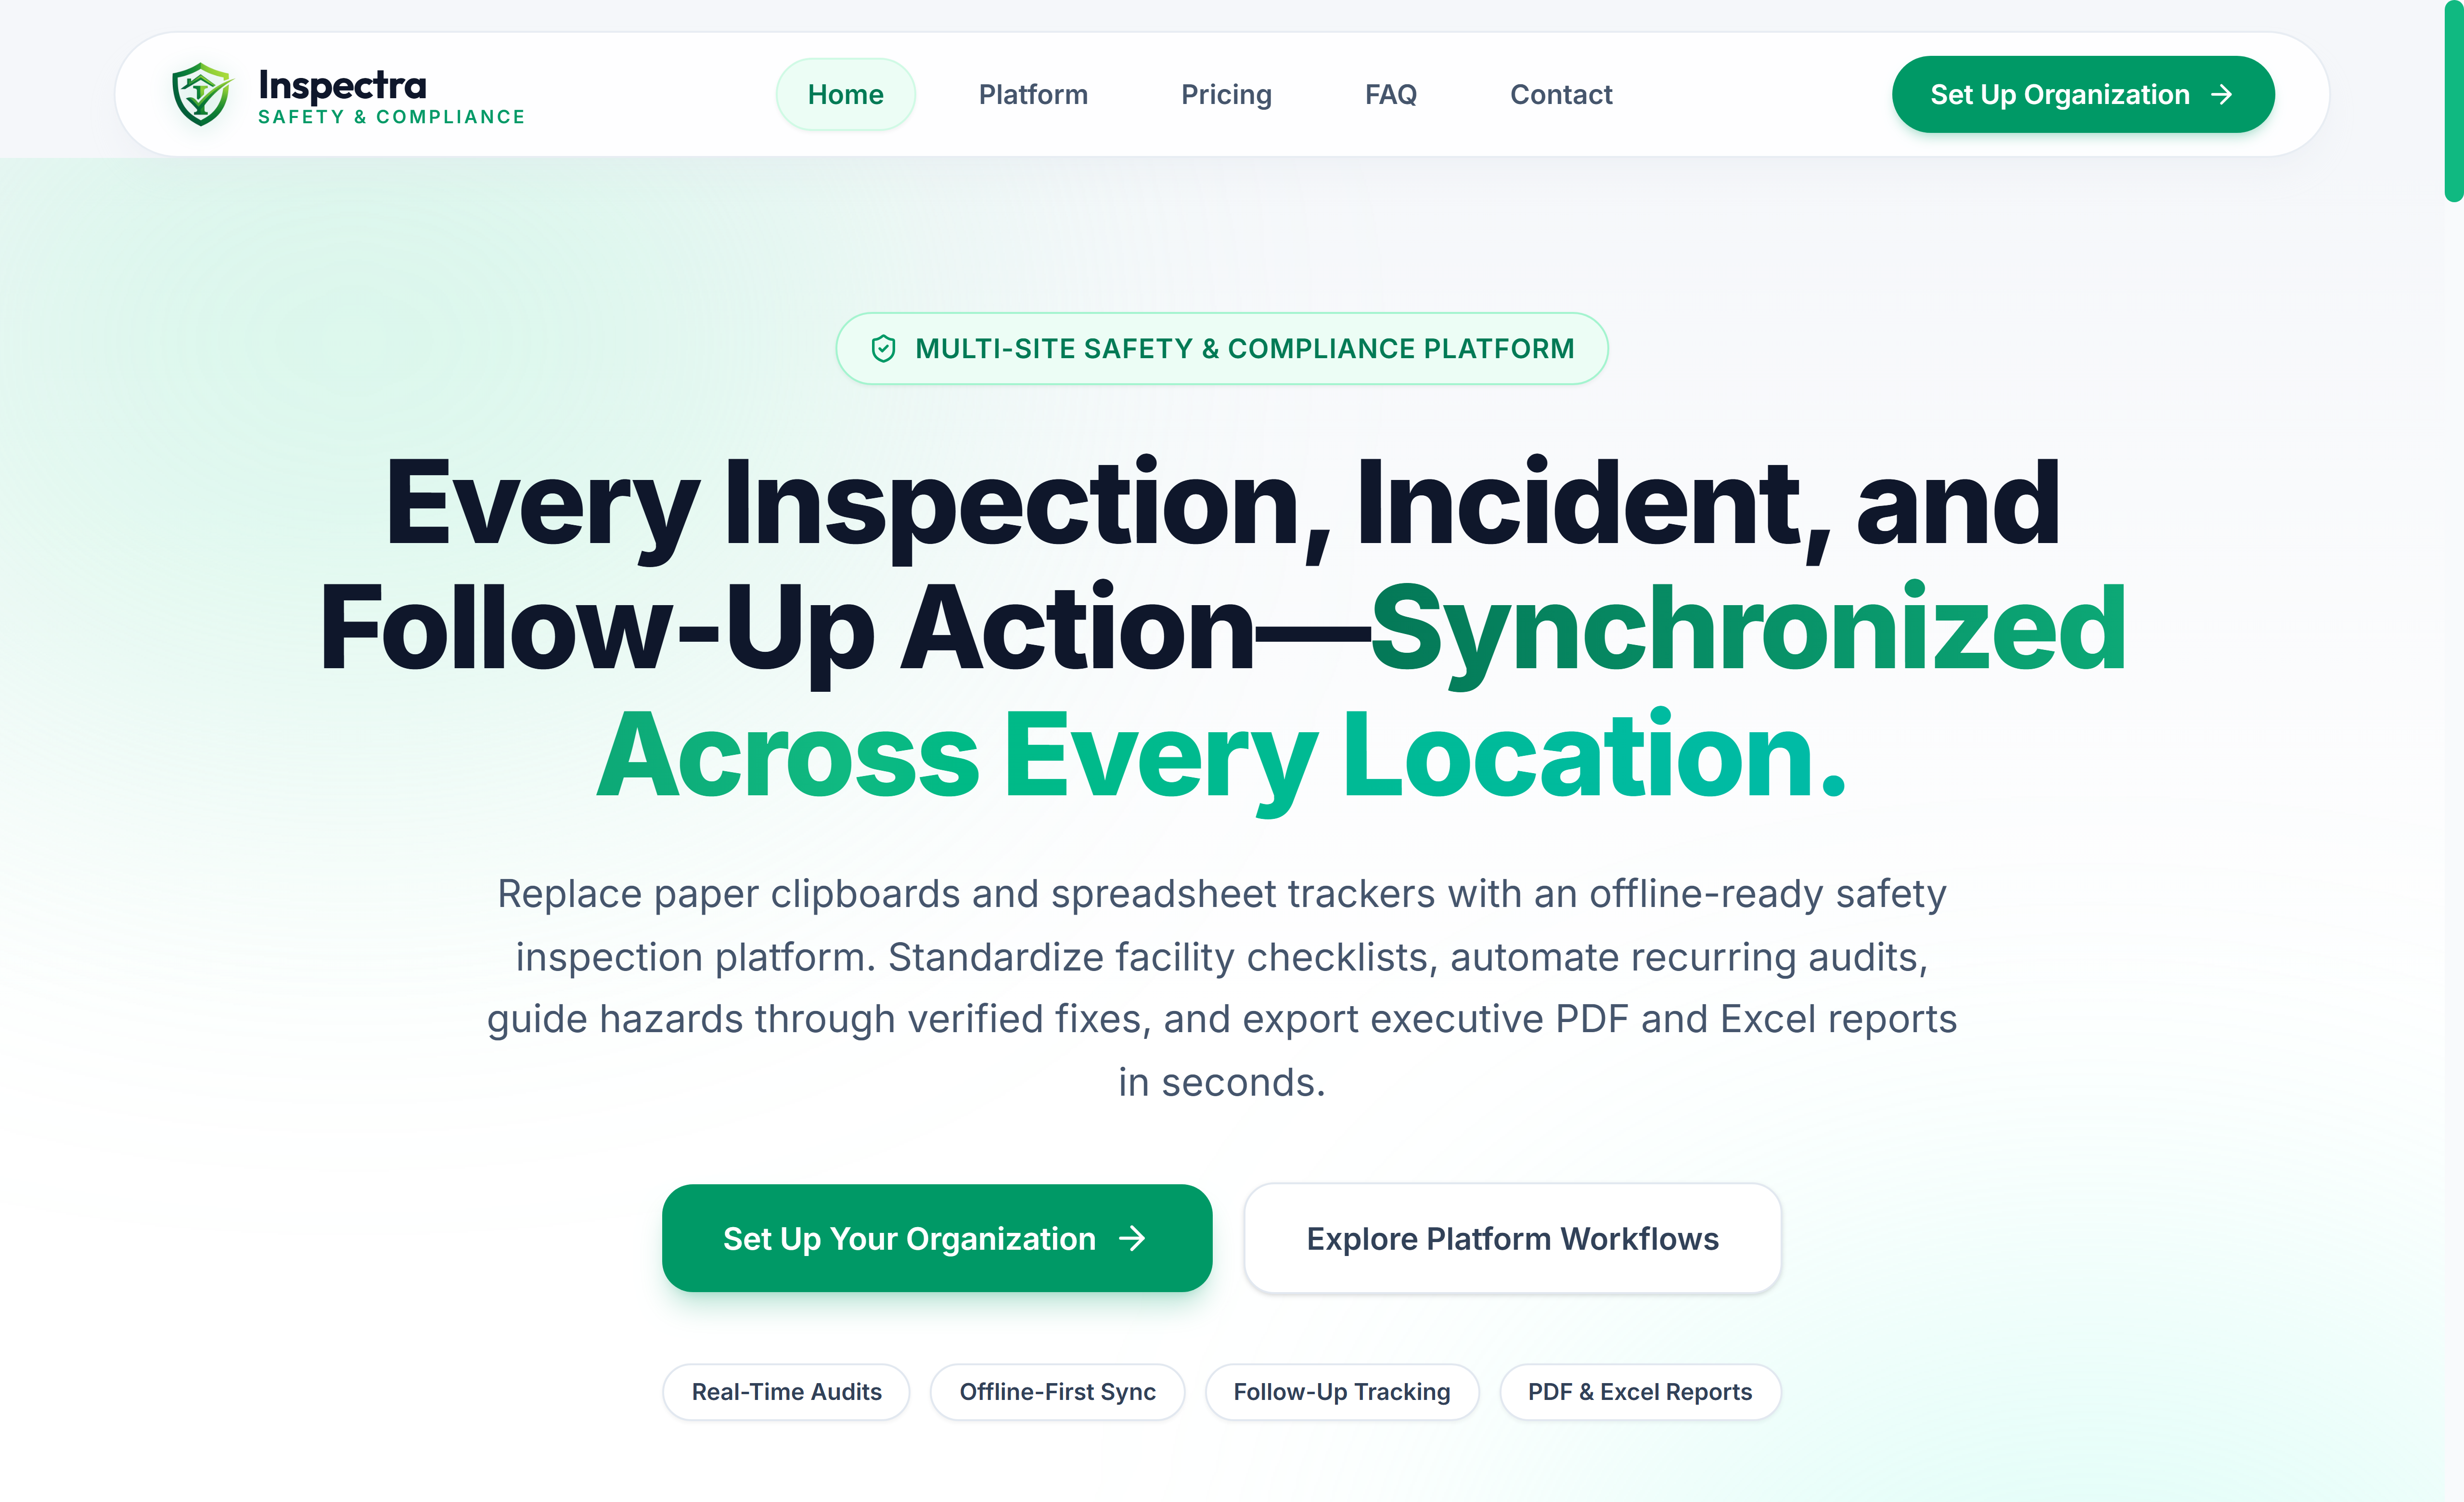 Inspectra
SAFETY & COMPLIANCE
Home
Platform
Pricing
FAQ
Contact
Set Up Organization
MULTI-SITE SAFETY & COMPLIANCE PLATFORM
Every Inspection, Incident, and
Follow-Up Action—Synchronized
Across Every Location.
Replace paper clipboards and spreadsheet trackers with an offline-ready safety
inspection platform. Standardize facility checklists, automate recurring audits,
guide hazards through verified fixes, and export executive PDF and Excel reports
in seconds.
Set Up Your Organization
Explore Platform Workflows
Real-Time Audits
Offline-First Sync
Follow-Up Tracking
PDF & Excel Reports